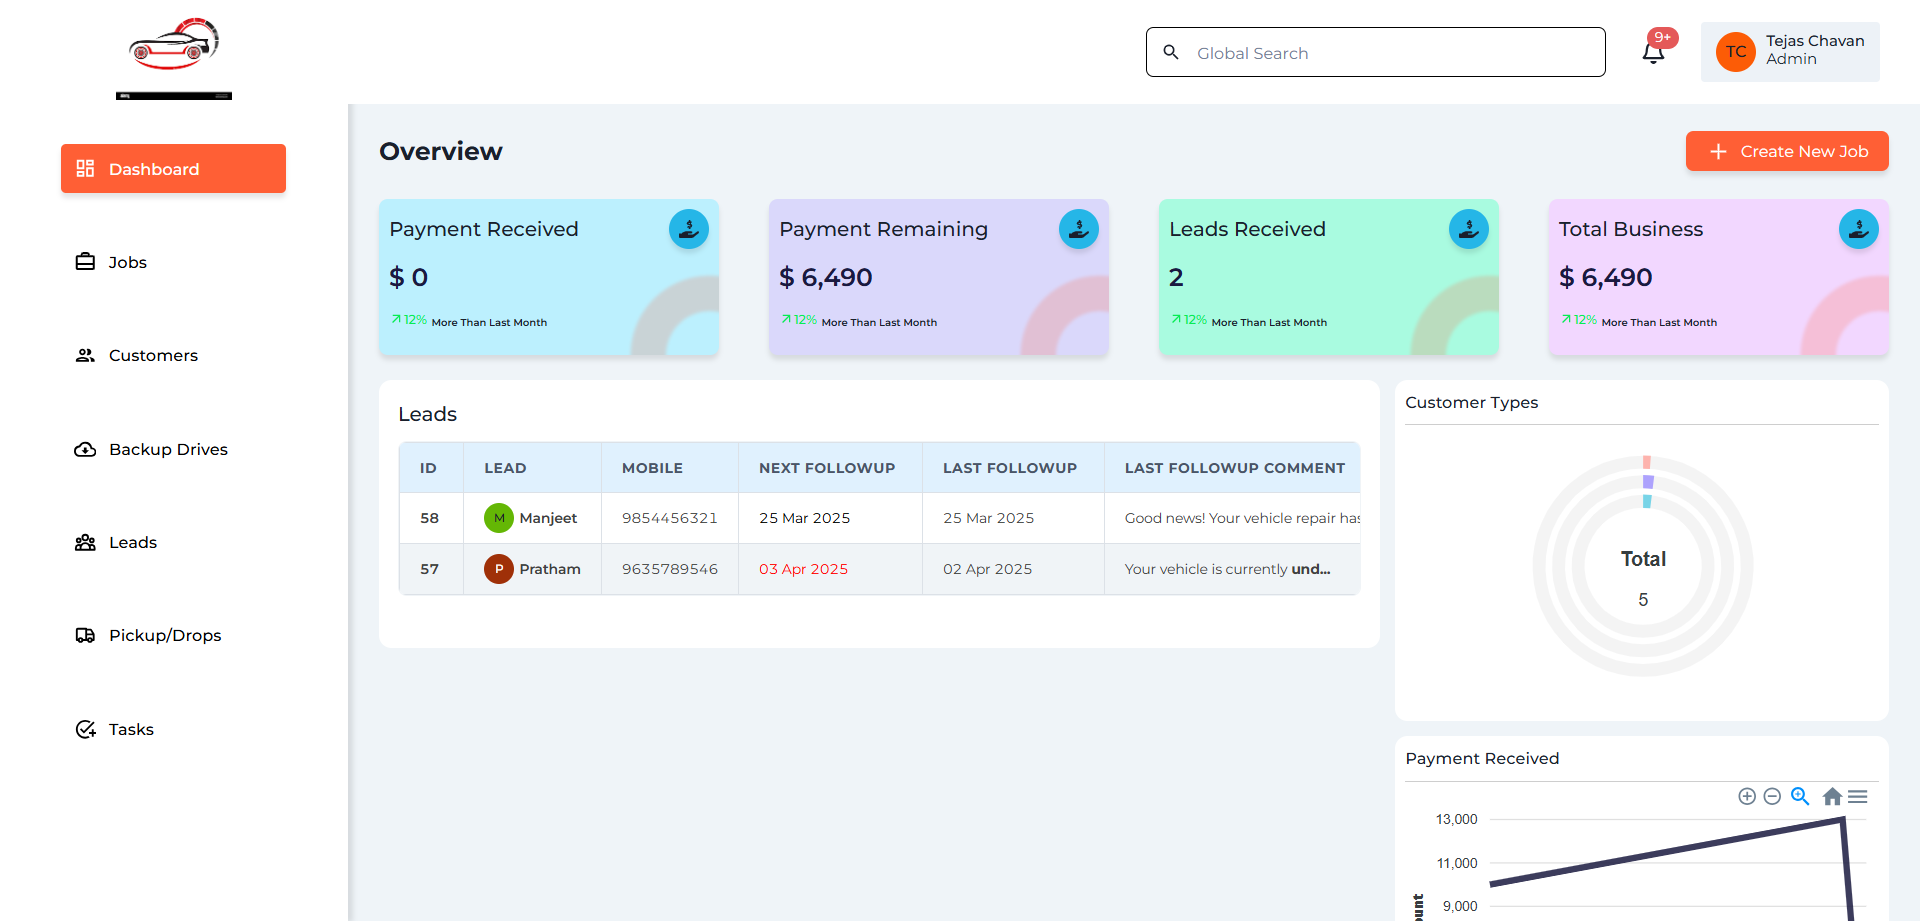 Global Search
9+
TC
Tejas Chavan
Admin
Dashboard
Jobs
Customers
Backup Drives
Leads
Pickup/Drops
Tasks
Overview
Create New Job
Payment Received
$ 0
12% More Than Last Month
Payment Remaining
$ 6,490
12% More Than Last Month
Leads Received
2
12% More Than Last Month
Total Business
$ 6,490
12% More Than Last Month
Leads
ID LEAD MOBILE NEXT FOLLOWUP LAST FOLLOWUP LAST FOLLOWUP COMMENT
58 M Manjeet 9854456321 25 Mar 2025 25 Mar 2025 Good news! Your vehicle repair has
57 P Pratham 9635789546 03 Apr 2025 02 Apr 2025 Your vehicle is currently und...
Customer Types
Total
5
Payment Received
13,000
11,000
9,000